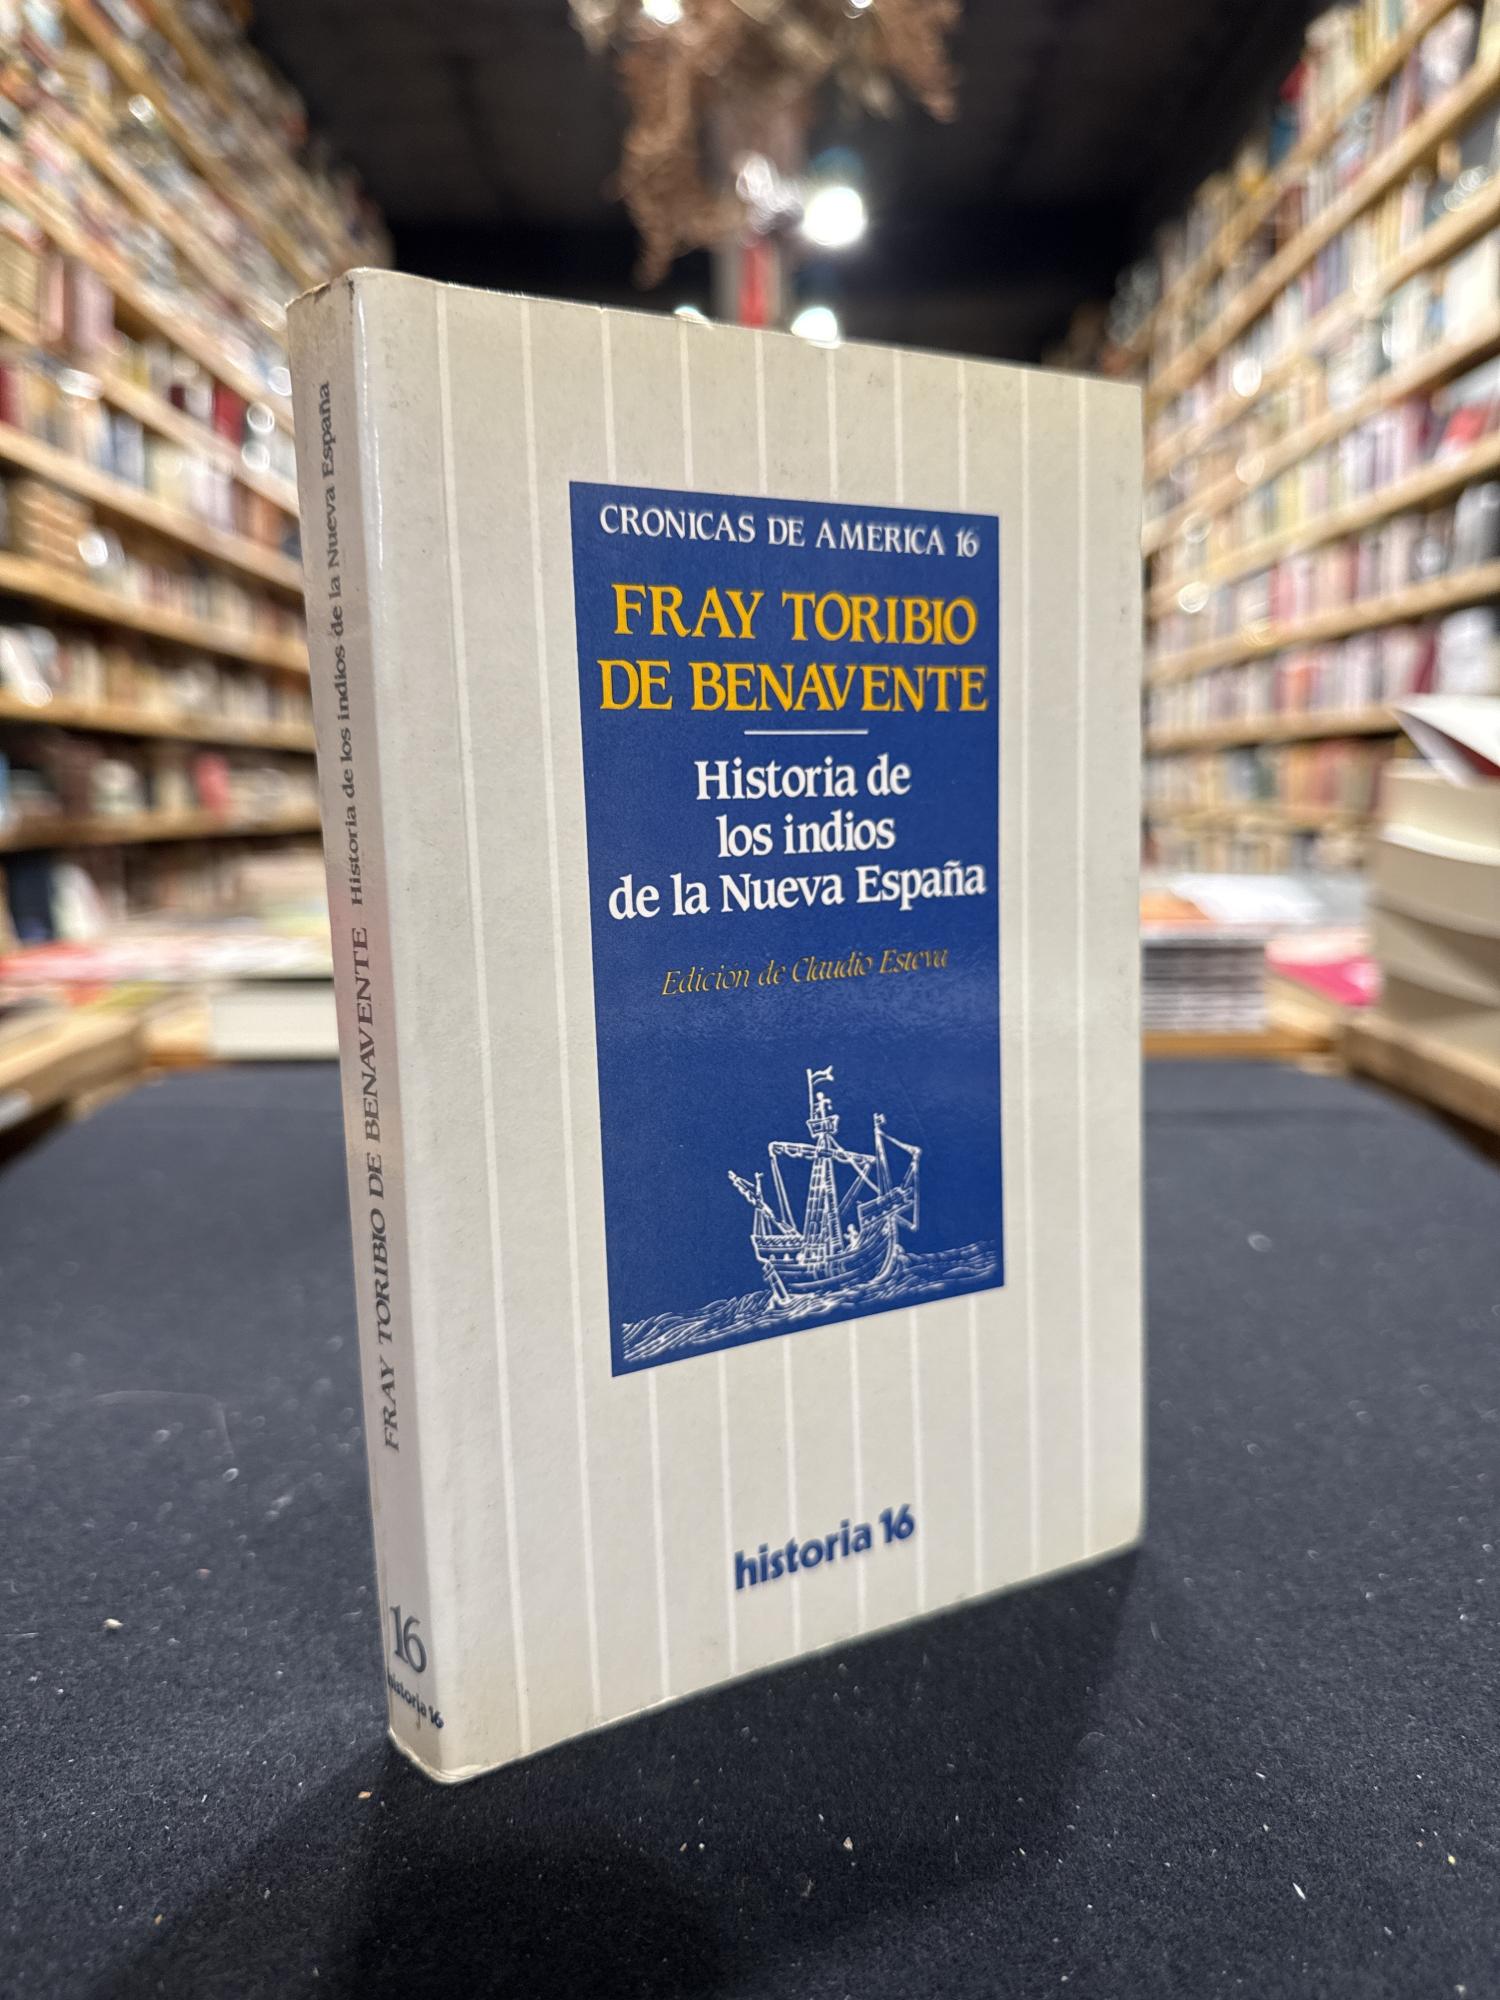 CRONICAS DE AMERICA 16
FRAY TORIBIO
DE BENAVENTE
Historia de
los indios
de la Nueva España
Edición de Claudio Esteva
historia 16
FRAY TORIBIO DE BENAVENTE Historia de los indios de la Nueva España
16
historia 16